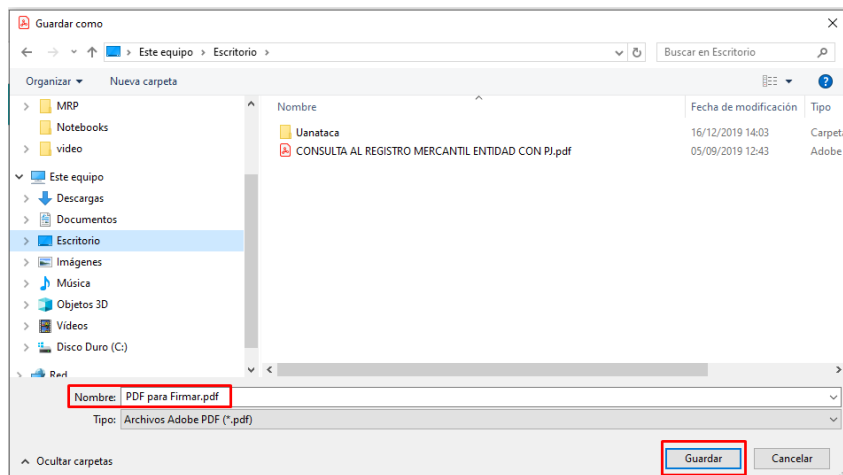 Guardar como
Este equipo > Escritorio >
Buscar en Escritorio
Organizar
Nueva carpeta
MRP
Notebooks
video
Este equipo
Descargas
Documentos
Escritorio
Imágenes
Música
Objetos 3D
Vídeos
Disco Duro (C:)
Red
Nombre
Fecha de modificación
Tipo
Uanataca
16/12/2019 14:03
Carpeta
CONSULTA AL REGISTRO MERCANTIL ENTIDAD CON PJ.pdf
05/09/2019 12:43
Adobe
Nombre: PDF para Firmar.pdf
Tipo: Archivos Adobe PDF (*.pdf)
Ocultar carpetas
Guardar
Cancelar